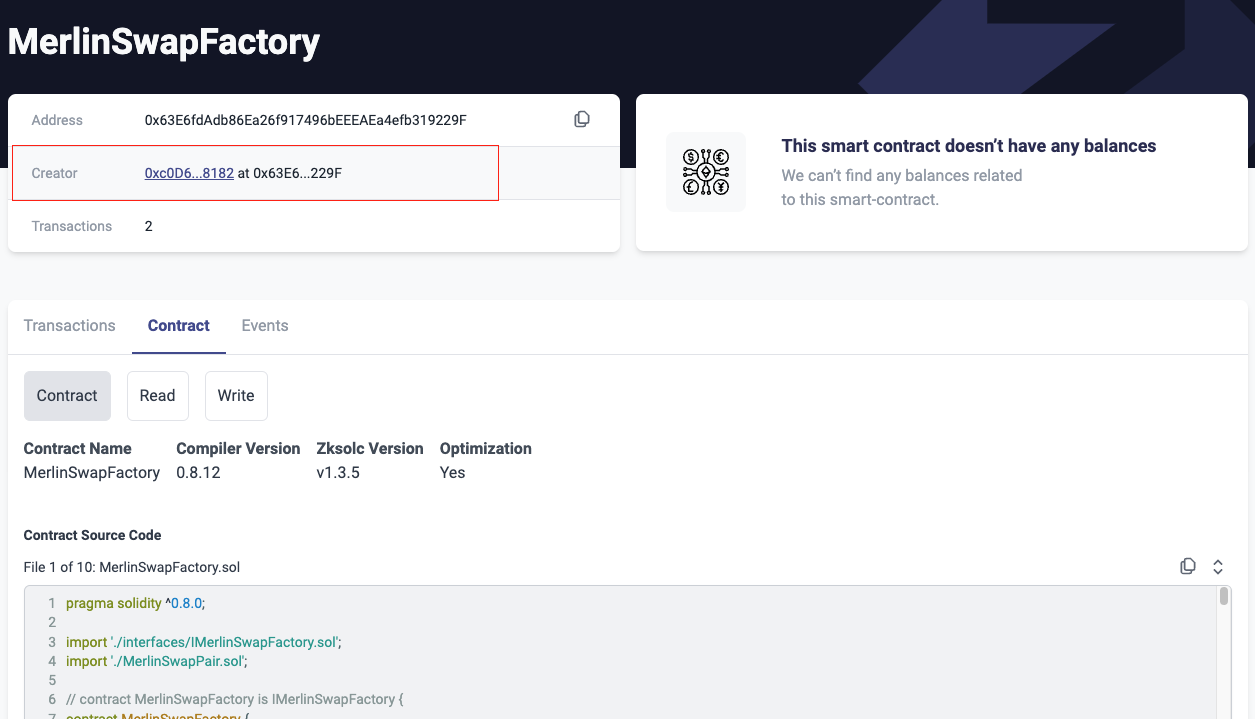 MerlinSwapFactory
Address 0x63E6fdAdb86Ea26f917496bEEEAEa4efb319229F
Creator 0xc0D6...8182 at 0x63E6...229F
Transactions 2
This smart contract doesn’t have any balances
We can’t find any balances related
to this smart-contract.
Transactions Contract Events
Contract Read Write
Contract Name Compiler Version Zksolc Version Optimization
MerlinSwapFactory 0.8.12 v1.3.5 Yes
Contract Source Code
File 1 of 10: MerlinSwapFactory.sol
1 pragma solidity ^0.8.0;
2
3 import './interfaces/IMerlinSwapFactory.sol';
4 import './MerlinSwapPair.sol';
5
6 // contract MerlinSwapFactory is IMerlinSwapFactory {
7 contract MerlinSwapFactory {